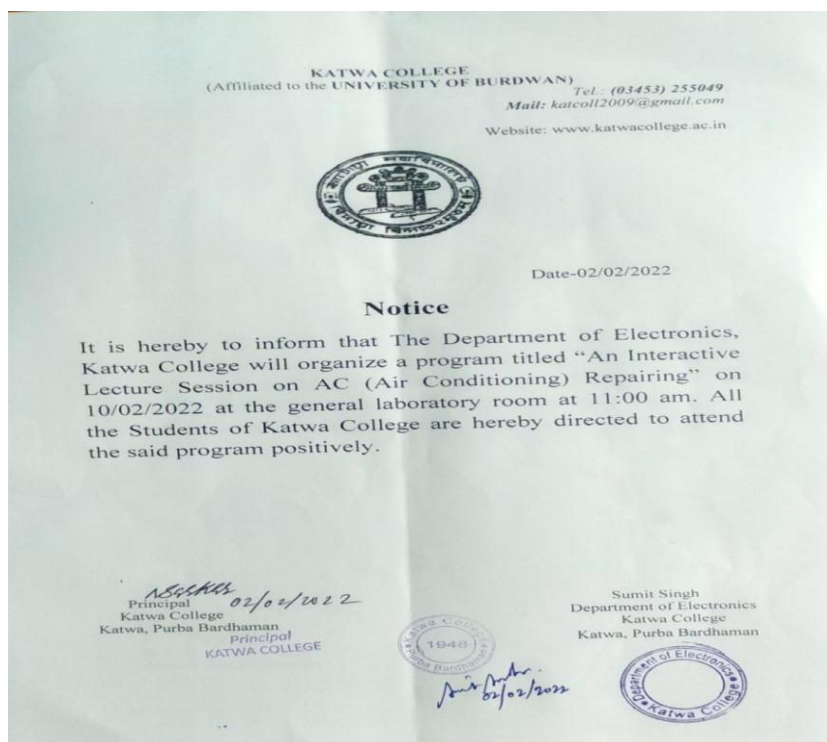 KATWA COLLEGE
(Affiliated to the UNIVERSITY OF BURDWAN)
Tel.: (03453) 255049
Mail: katcoll2009@gmail.com
Website: www.katwacollege.ac.in
Date-02/02/2022
Notice
It is hereby to inform that The Department of Electronics,
Katwa College will organize a program titled “An Interactive
Lecture Session on AC (Air Conditioning) Repairing” on
10/02/2022 at the general laboratory room at 11:00 am. All
the Students of Katwa College are hereby directed to attend
the said program positively.
02/02/2022
Principal
Katwa College
Katwa, Purba Bardhaman
Principal
KATWA COLLEGE
Katwa College
1948
Purba Bardhaman
02/02/2022
Sumit Singh
Department of Electronics
Katwa College
Katwa, Purba Bardhaman
Department of Electronics
Katwa College